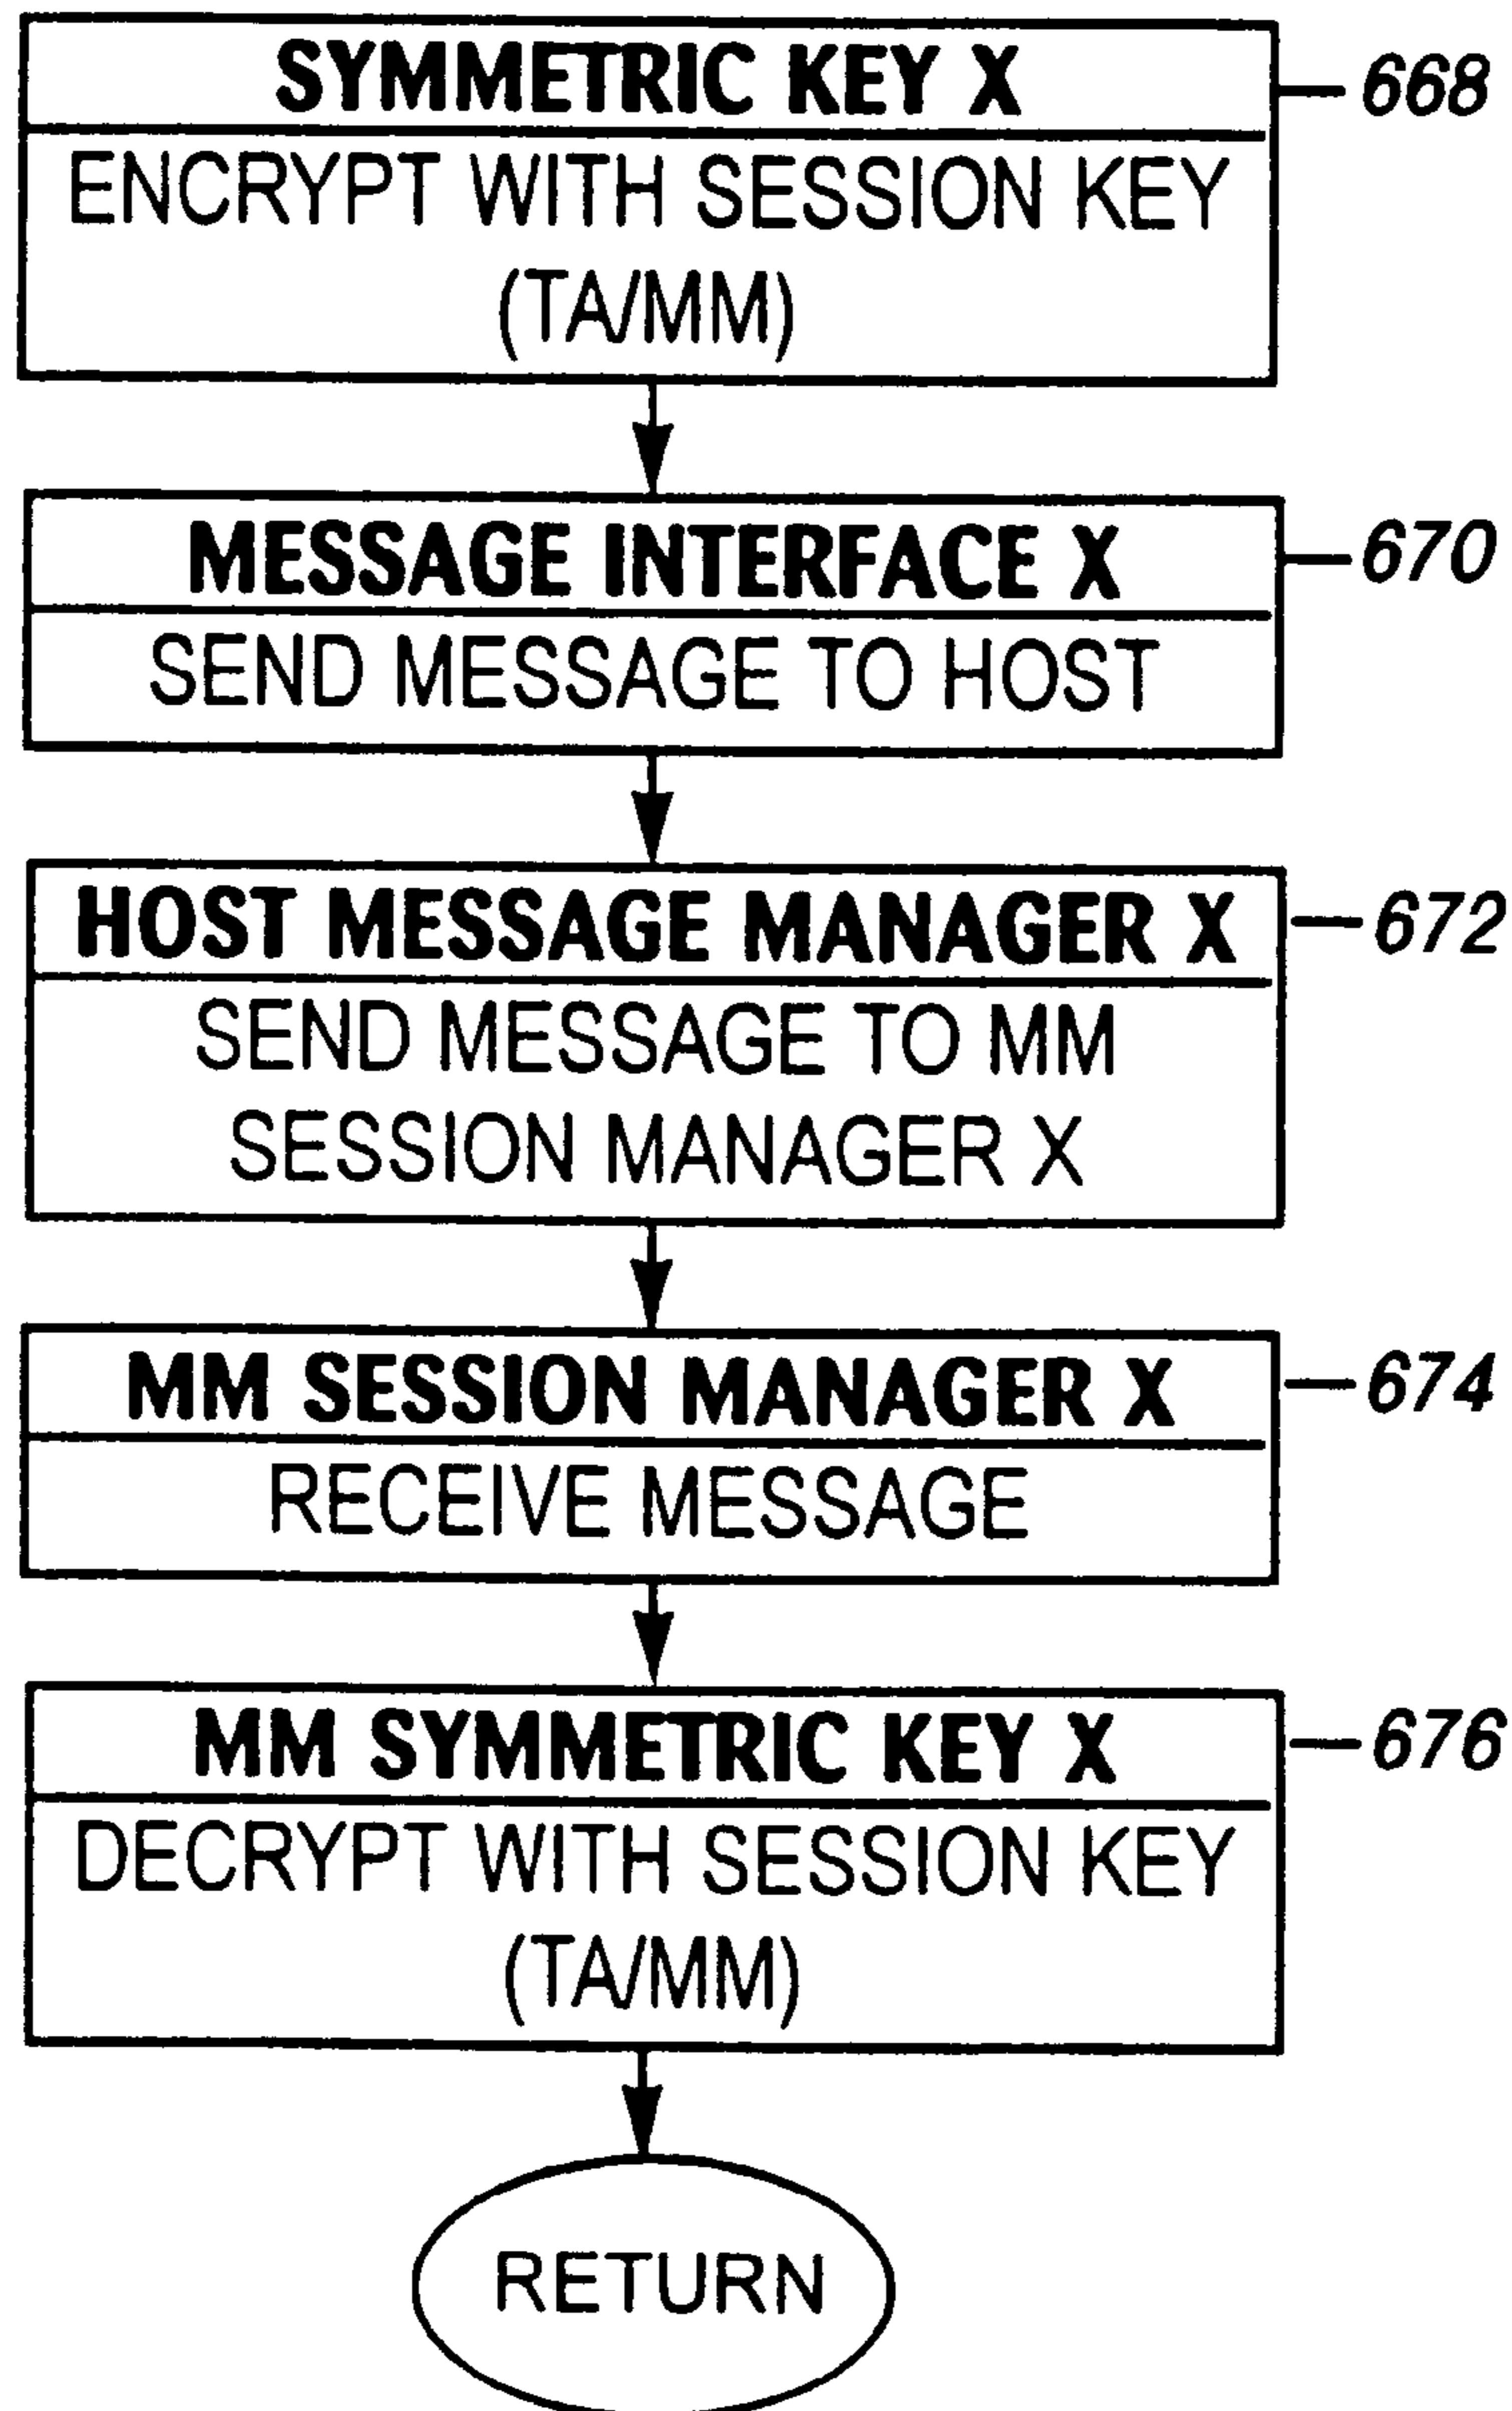 SYMMETRIC KEY X
668
ENCRYPT WITH SESSION KEY
(TA/MM)
MESSAGE INTERFACE X
670
SEND MESSAGE TO HOST
HOST MESSAGE MANAGER X
672
SEND MESSAGE TO MM
SESSION MANAGER X
MM SESSION MANAGER X
674
RECEIVE MESSAGE
MM SYMMETRIC KEY X
676
DECRYPT WITH SESSION KEY
(TA/MM)
RETURN